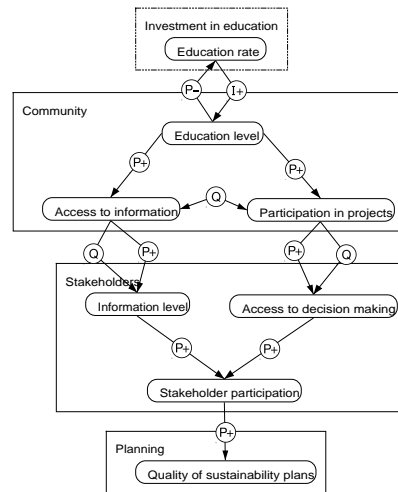 Investment in education
Education rate
P−
I+
Community
Education level
P+
P+
Q
Access to information
Participation in projects
Q
P+
P+
Q
Stakeholders
Information level
Access to decision making
P+
P+
Stakeholder participation
P+
Planning
Quality of sustainability plans